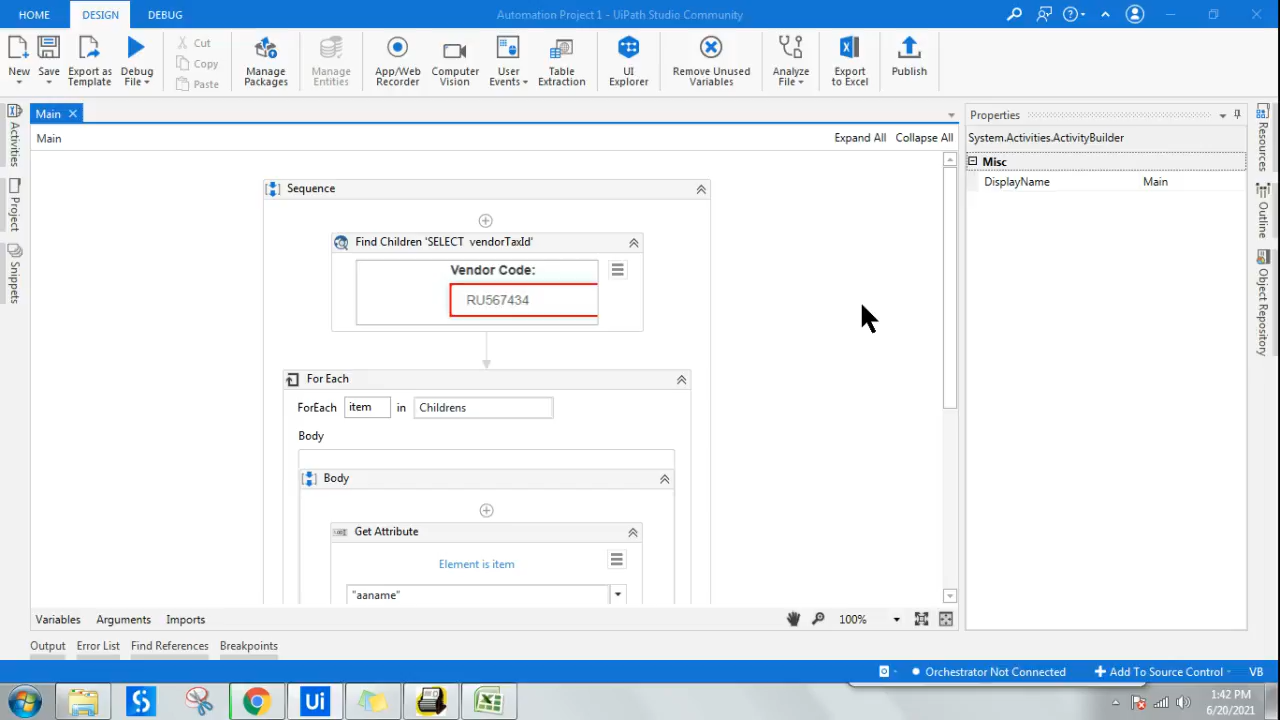 HOME DESIGN DEBUG Automation Project 1 - UiPath Studio Community
New Save Export as Template Debug File Cut Copy Paste Manage Packages Manage Entities App/Web Recorder Computer Vision User Events Table Extraction UI Explorer Remove Unused Variables Analyze File Export to Excel Publish
Main
Main Expand All Collapse All
Activities
Project
Snippets
Sequence
Find Children 'SELECT vendorTaxId'
Vendor Code:
RU567434
For Each
ForEach item in Childrens
Body
Body
Get Attribute
Element is item
"aaname"
Properties
System.Activities.ActivityBuilder
Misc
DisplayName Main
Resources
Outline
Object Repository
Variables Arguments Imports 100%
Output Error List Find References Breakpoints
Orchestrator Not Connected Add To Source Control VB
S Ui
1:42 PM
6/20/2021